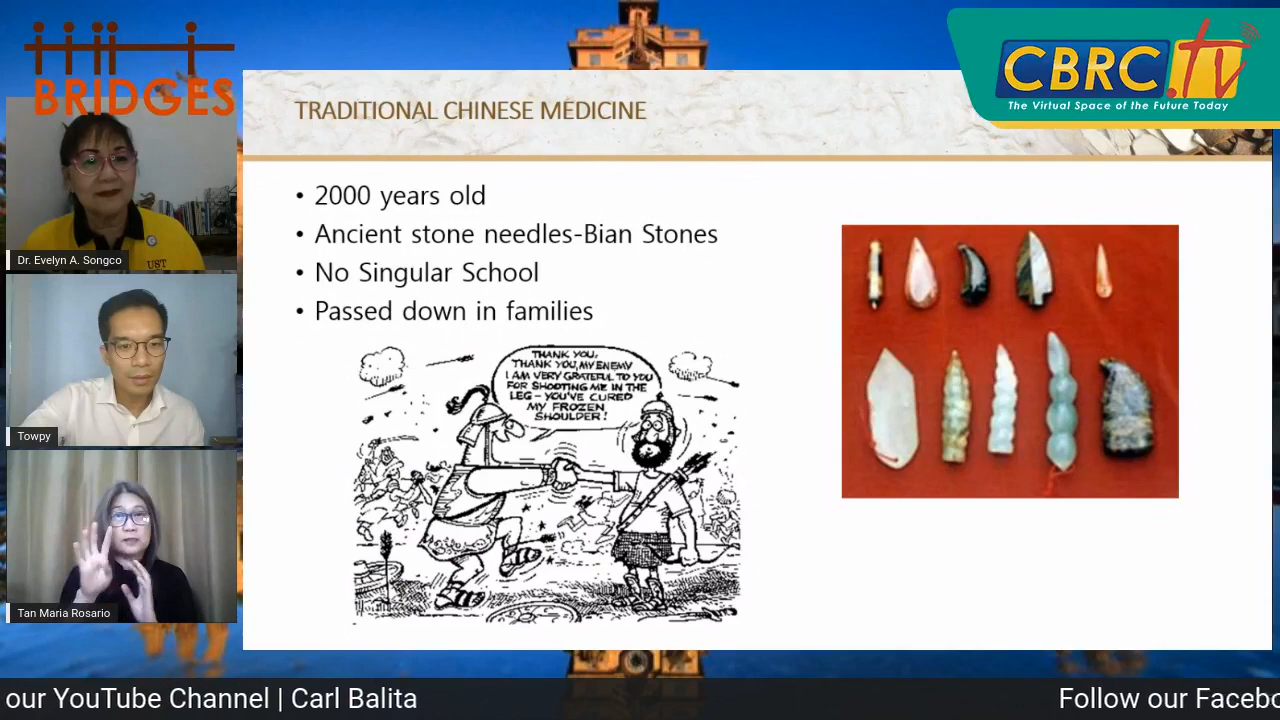 BRIDGES
CBRC.tv
The Virtual Space of the Future Today
TRADITIONAL CHINESE MEDICINE
• 2000 years old
• Ancient stone needles-Bian Stones
• No Singular School
• Passed down in families
THANK YOU,
THANK YOU, MY ENEMY
I AM VERY GRATEFUL TO YOU
FOR SHOOTING ME IN THE
LEG - YOU'VE CURED
MY FROZEN
SHOULDER!
UST
Dr. Evelyn A. Songco
Towpy
Tan Maria Rosario
our YouTube Channel | Carl Balita
Follow our Facebo